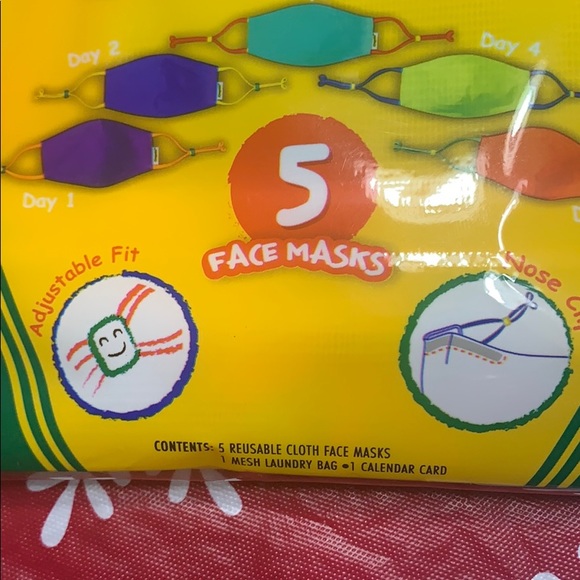 Day 2
Day 4
Day 1
5
FACE MASKS
Adjustable Fit
Nose
CONTENTS: 5 REUSABLE CLOTH FACE MASKS
1 MESH LAUNDRY BAG • 1 CALENDAR CARD